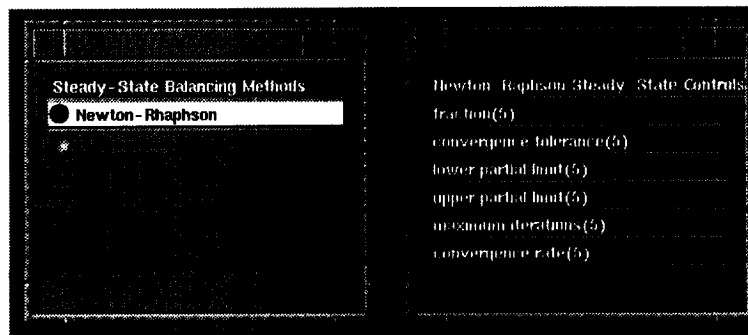 Steady-State Balancing Methods
Newton-Rhaphson
Newton-Raphson Steady-State Controls
fraction(5)
convergence tolerance(5)
lower partial limit(5)
upper partial limit(5)
maximum iterations(5)
convergence rate(5)